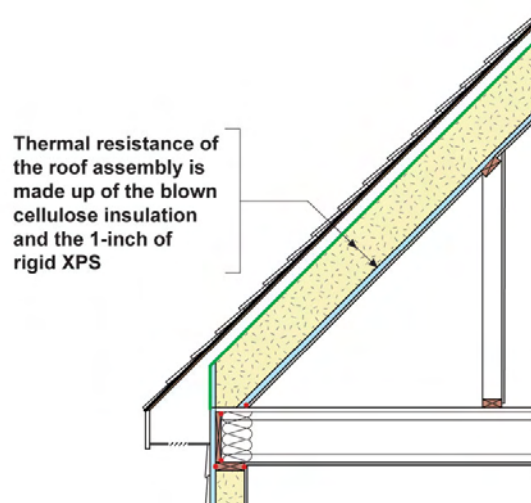 Thermal resistance of
the roof assembly is
made up of the blown
cellulose insulation
and the 1-inch of
rigid XPS